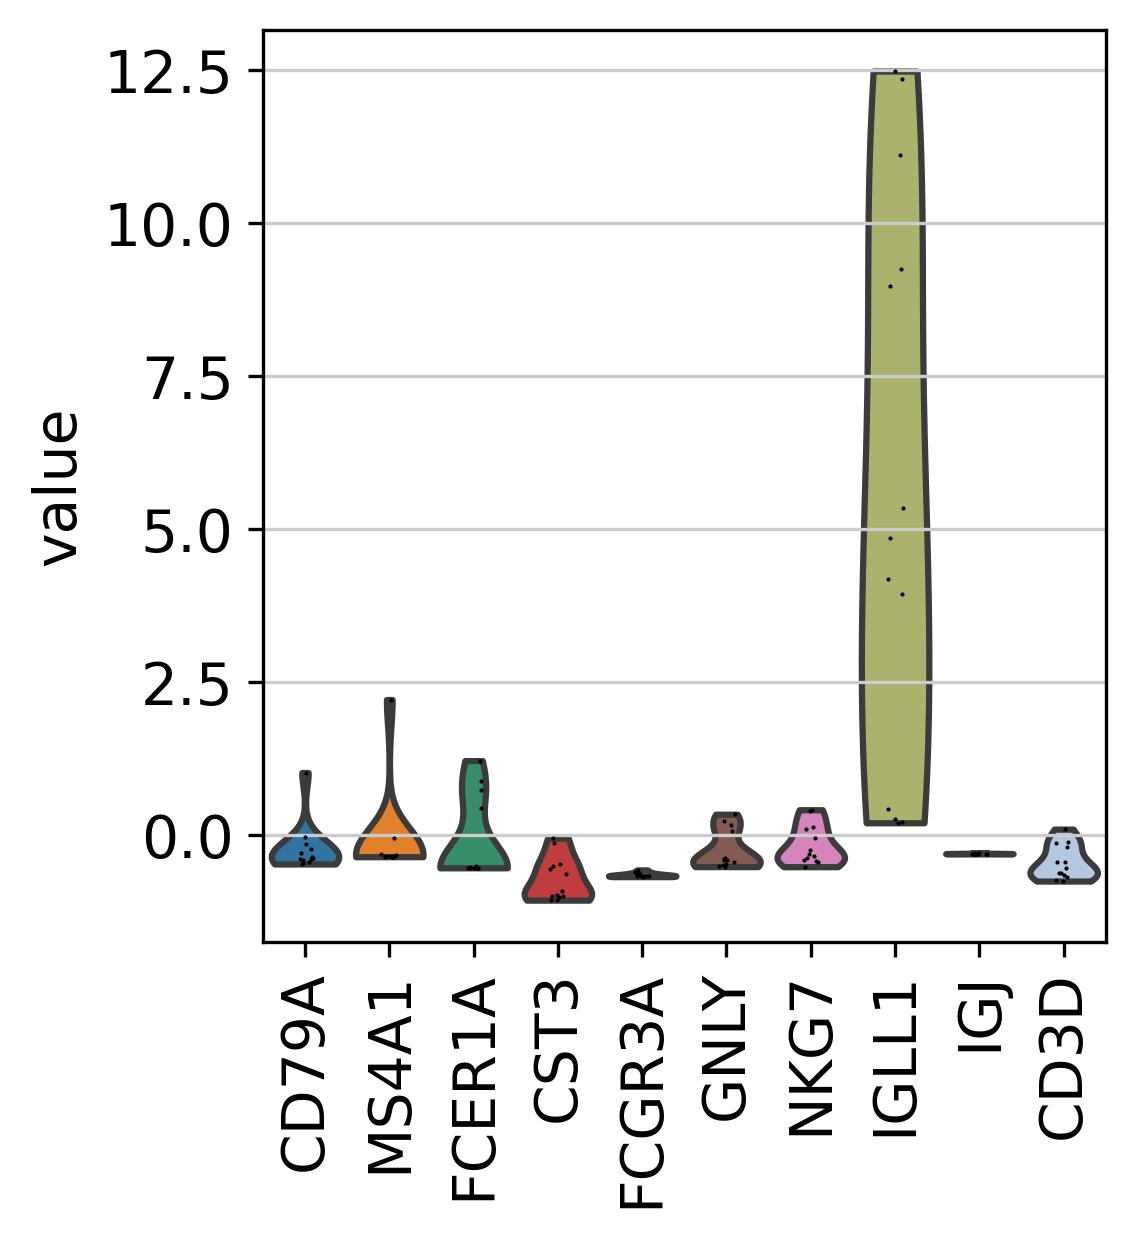 12.5
10.0
7.5
5.0
2.5
0.0
value
CD79A
MS4A1
FCER1A
CST3
FCGR3A
GNLY
NKG7
IGLL1
IGJ
CD3D